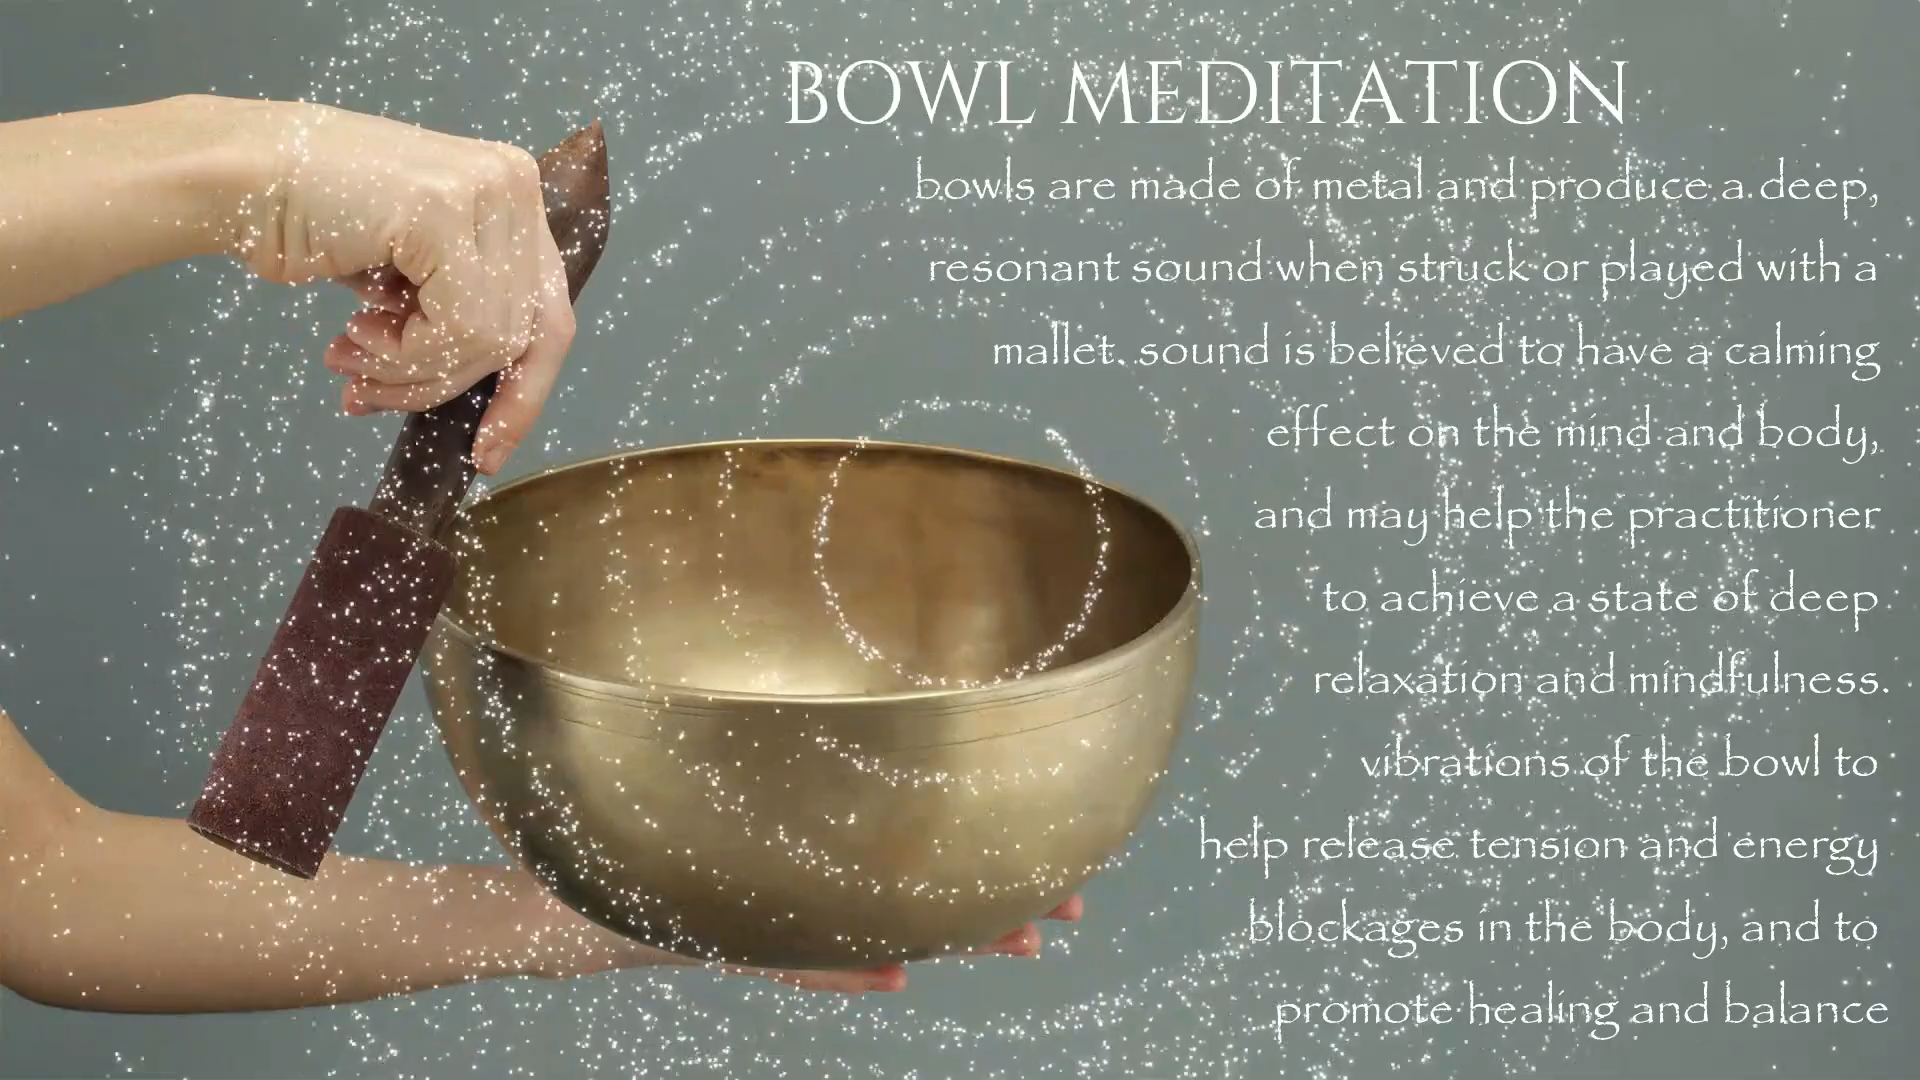 BOWL MEDITATION
bowls are made of metal and produce a deep,
resonant sound when struck or played with a
mallet. sound is believed to have a calming
effect on the mind and body,
and may help the practitioner
to achieve a state of deep
relaxation and mindfulness.
vibrations of the bowl to
help release tension and energy
blockages in the body, and to
promote healing and balance